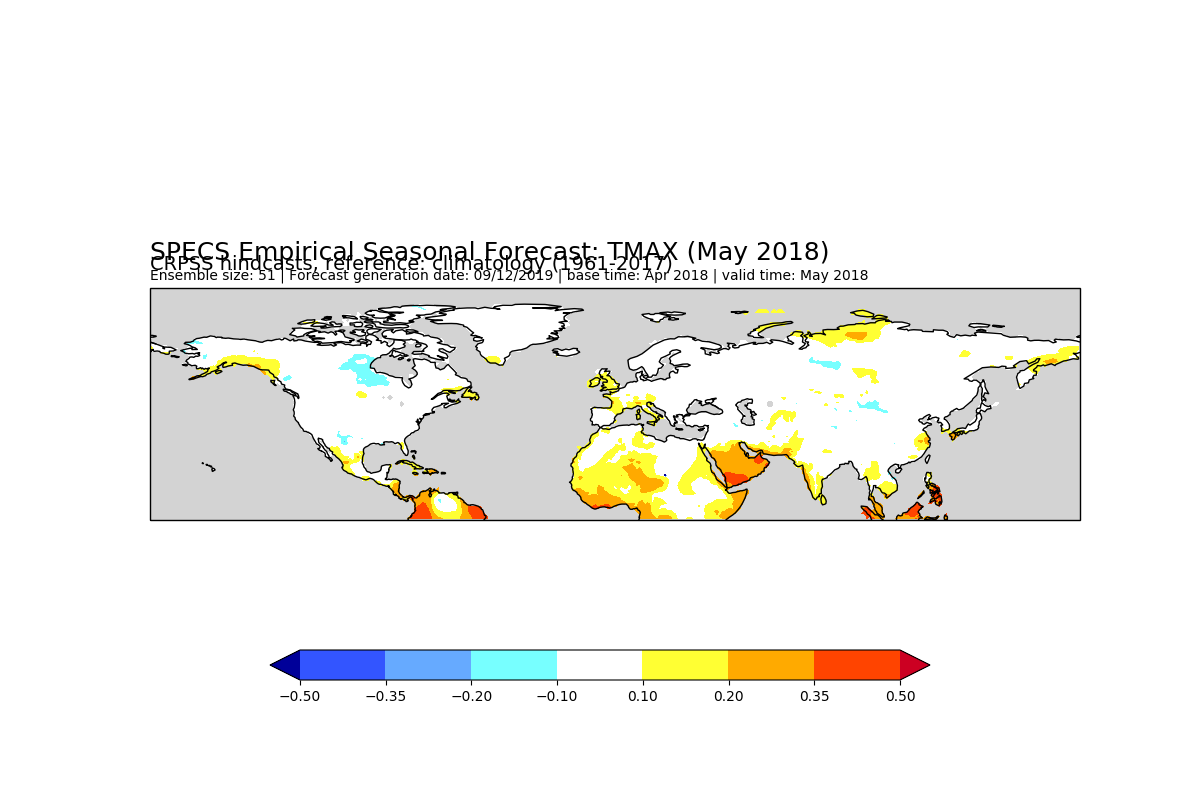 SPECS Empirical Seasonal Forecast: TMAX (May 2018)
CRPSS hindcasts, reference: climatology (1961-2017)
Ensemble size: 51 | Forecast generation date: 09/12/2019 | base time: Apr 2018 | valid time: May 2018
−0.50 −0.35 −0.20 −0.10 0.10 0.20 0.35 0.50